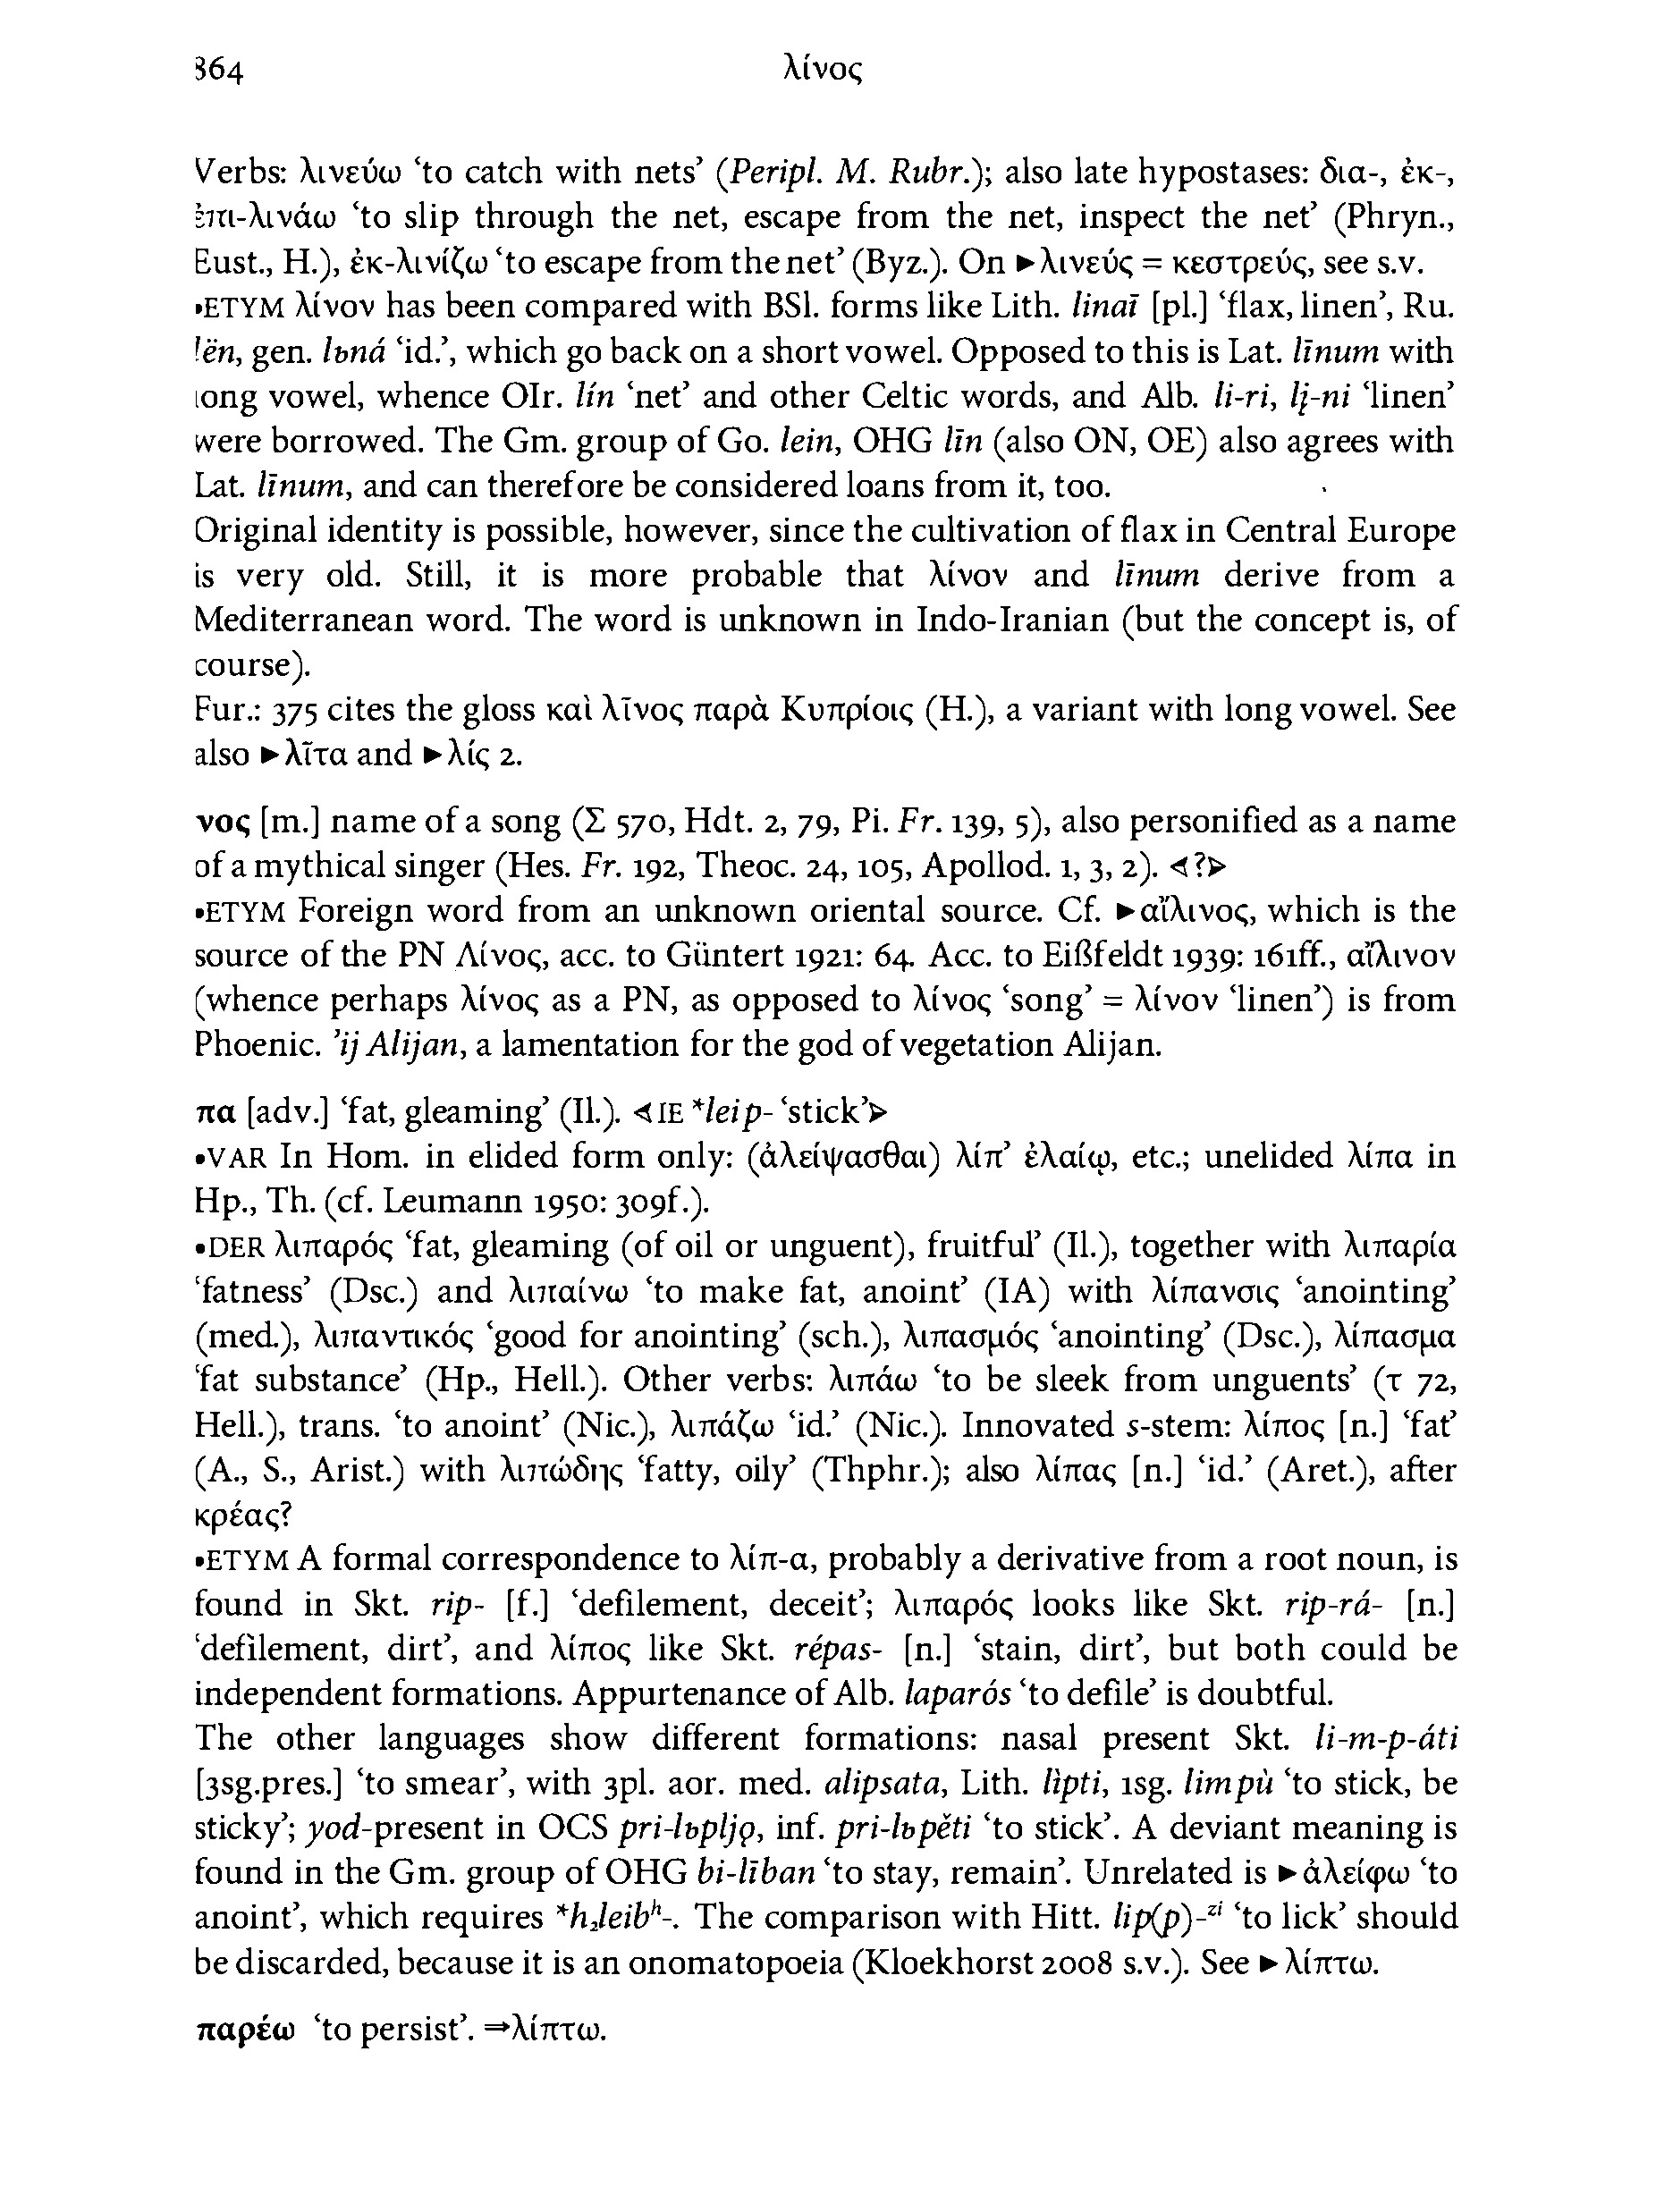 864 λίνος
Verbs: λινεύω ‘to catch with nets’ (Peripl. M. Rubr.); also late hypostases: δια-, ἐκ-,
ἐπι-λινάω ‘to slip through the net, escape from the net, inspect the net’ (Phryn.,
Eust., H.), ἐκ-λινίζω ‘to escape from the net’ (Byz.). On ►λινεύς = κεστρεύς, see s.v.
•ETYM λίνον has been compared with BSl. forms like Lith. linaĩ [pl.] ‘flax, linen’, Ru.
lën, gen. lьná ‘id.’, which go back on a short vowel. Opposed to this is Lat. līnum with
long vowel, whence OIr. lín ‘net’ and other Celtic words, and Alb. li-ri, lị-ni ‘linen’
were borrowed. The Gm. group of Go. lein, OHG līn (also ON, OE) also agrees with
Lat. līnum, and can therefore be considered loans from it, too.
Original identity is possible, however, since the cultivation of flax in Central Europe
is very old. Still, it is more probable that λίνον and līnum derive from a
Mediterranean word. The word is unknown in Indo-Iranian (but the concept is, of
course).
Fur.: 375 cites the gloss καὶ λῖνος παρὰ Κυπρίοις (H.), a variant with long vowel. See
also ►λῖτα and ►λίς 2.
νος [m.] name of a song (Σ 570, Hdt. 2, 79, Pi. Fr. 139, 5), also personified as a name
of a mythical singer (Hes. Fr. 192, Theoc. 24, 105, Apollod. 1, 3, 2). ⊲?⊳
•ETYM Foreign word from an unknown oriental source. Cf. ►αἴλινος, which is the
source of the PN Λίνος, acc. to Güntert 1921: 64. Acc. to Eißfeldt 1939: 161ff., αἴλινον
(whence perhaps λίνος as a PN, as opposed to λίνος ‘song’ = λίνον ‘linen’) is from
Phoenic. ’ij Alijan, a lamentation for the god of vegetation Alijan.
πα [adv.] ‘fat, gleaming’ (Il.). ⊲IE *leip- ‘stick’⊳
•VAR In Hom. in elided form only: (ἀλείψασθαι) λίπ’ ἐλαίῳ, etc.; unelided λίπα in
Hp., Th. (cf. Leumann 1950: 309f.).
•DER λιπαρός ‘fat, gleaming (of oil or unguent), fruitful’ (Il.), together with λιπαρία
‘fatness’ (Dsc.) and λιπαίνω ‘to make fat, anoint’ (IA) with λίπανσις ‘anointing’
(med.), λιπαντικός ‘good for anointing’ (sch.), λιπασμός ‘anointing’ (Dsc.), λίπασμα
‘fat substance’ (Hp., Hell.). Other verbs: λιπάω ‘to be sleek from unguents’ (τ 72,
Hell.), trans. ‘to anoint’ (Nic.), λιπάζω ‘id.’ (Nic.). Innovated s-stem: λίπος [n.] ‘fat’
(A., S., Arist.) with λιπώδης ‘fatty, oily’ (Thphr.); also λίπας [n.] ‘id.’ (Aret.), after
κρέας?
•ETYM A formal correspondence to λίπ-α, probably a derivative from a root noun, is
found in Skt. rip- [f.] ‘defilement, deceit’; λιπαρός looks like Skt. rip-rá- [n.]
‘defilement, dirt’, and λίπος like Skt. répas- [n.] ‘stain, dirt’, but both could be
independent formations. Appurtenance of Alb. laparós ‘to defile’ is doubtful.
The other languages show different formations: nasal present Skt. li-m-p-áti
[3sg.pres.] ‘to smear’, with 3pl. aor. med. alipsata, Lith. lìpti, 1sg. limpù ‘to stick, be
sticky’; yod-present in OCS pri-lьpljǫ, inf. pri-lьpěti ‘to stick’. A deviant meaning is
found in the Gm. group of OHG bi-līban ‘to stay, remain’. Unrelated is ►ἀλείφω ‘to
anoint’, which requires *h₂leibʰ-. The comparison with Hitt. lip(p)-ᶻⁱ ‘to lick’ should
be discarded, because it is an onomatopoeia (Kloekhorst 2008 s.v.). See ►λίπτω.
παρέω ‘to persist’. ⇒λίπτω.